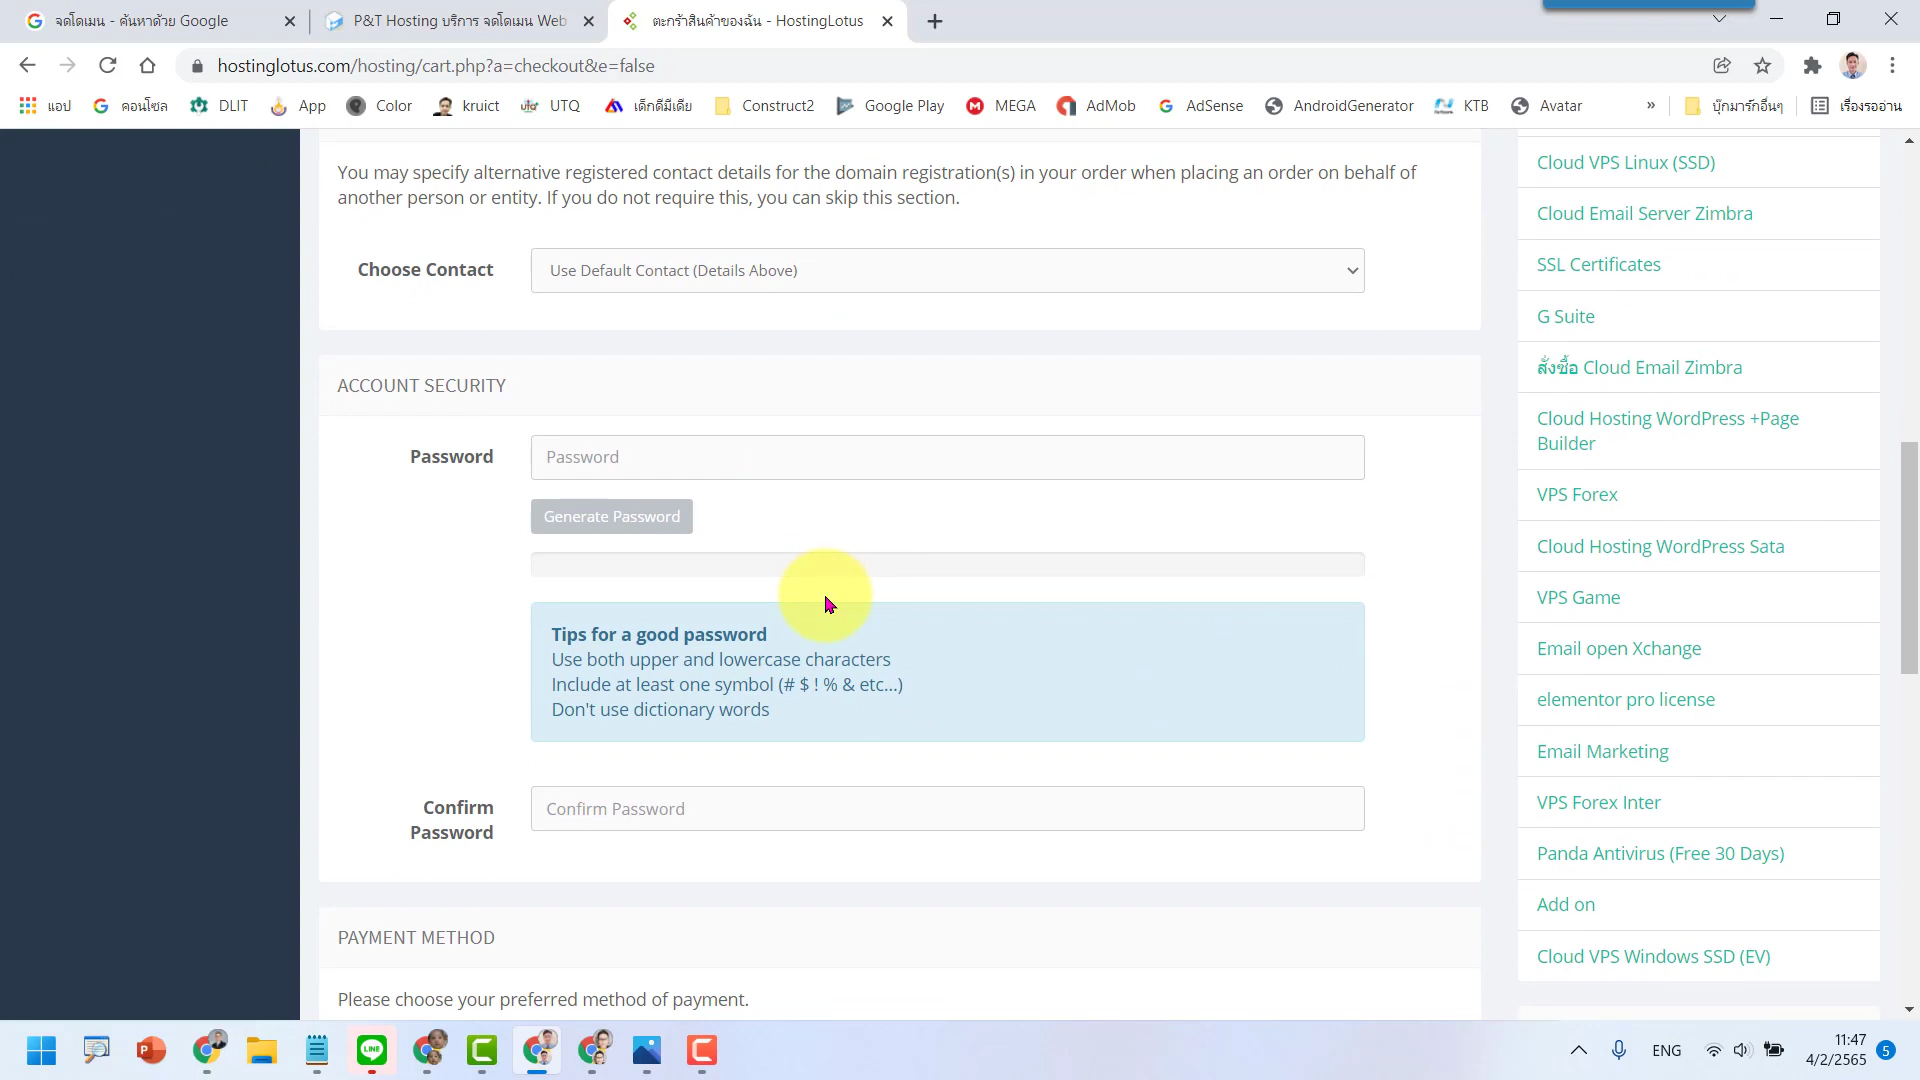 จดโดเมน - ค้นหาด้วย Google
P&T Hosting บริการ จดโดเมน Web
ตะกร้าสินค้าของฉัน - HostingLotus
hostinglotus.com/hosting/cart.php?a=checkout&e=false
แอป
คอนโซล
DLIT
App
Color
kruict
UTQ
เด็กดีมีเดีย
Construct2
Google Play
MEGA
AdMob
AdSense
AndroidGenerator
KTB
Avatar
»
บุ๊กมาร์กอื่นๆ
เรื่องรออ่าน
You may specify alternative registered contact details for the domain registration(s) in your order when placing an order on behalf of
another person or entity. If you do not require this, you can skip this section.
Choose Contact
Use Default Contact (Details Above)
ACCOUNT SECURITY
Password
Password
Generate Password
Tips for a good password
Use both upper and lowercase characters
Include at least one symbol (# $ ! % & etc...)
Don't use dictionary words
Confirm
Password
Confirm Password
PAYMENT METHOD
Please choose your preferred method of payment.
Cloud VPS Linux (SSD)
Cloud Email Server Zimbra
SSL Certificates
G Suite
สั่งซื้อ Cloud Email Zimbra
Cloud Hosting WordPress +Page
Builder
VPS Forex
Cloud Hosting WordPress Sata
VPS Game
Email open Xchange
elementor pro license
Email Marketing
VPS Forex Inter
Panda Antivirus (Free 30 Days)
Add on
Cloud VPS Windows SSD (EV)
LINE
ENG
11:47
4/2/2565
5